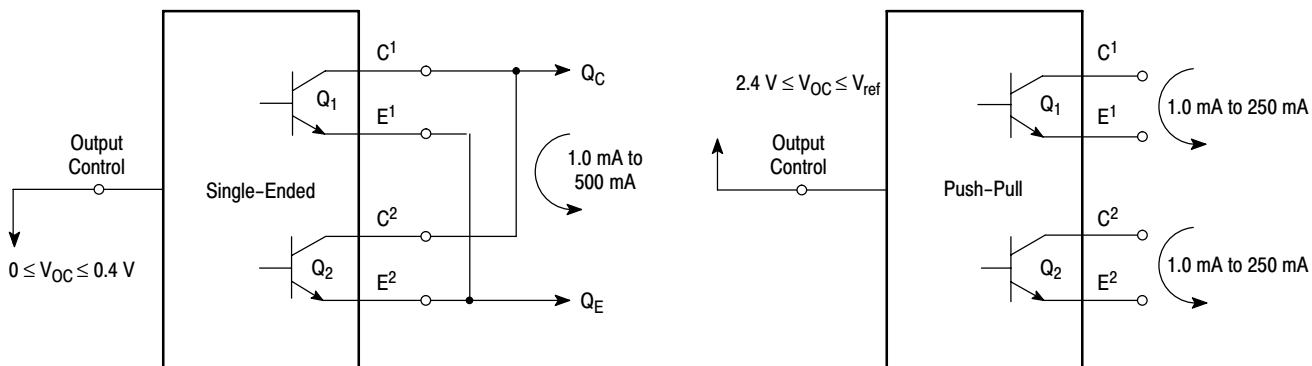 C1
Q1
E1
QC
Output
Control
Single-Ended
1.0 mA to
500 mA
C2
Q2
E2
QE
0 ≤ VOC ≤ 0.4 V
2.4 V ≤ VOC ≤ Vref
C1
Q1
E1
1.0 mA to 250 mA
Output
Control
Push-Pull
C2
Q2
E2
1.0 mA to 250 mA